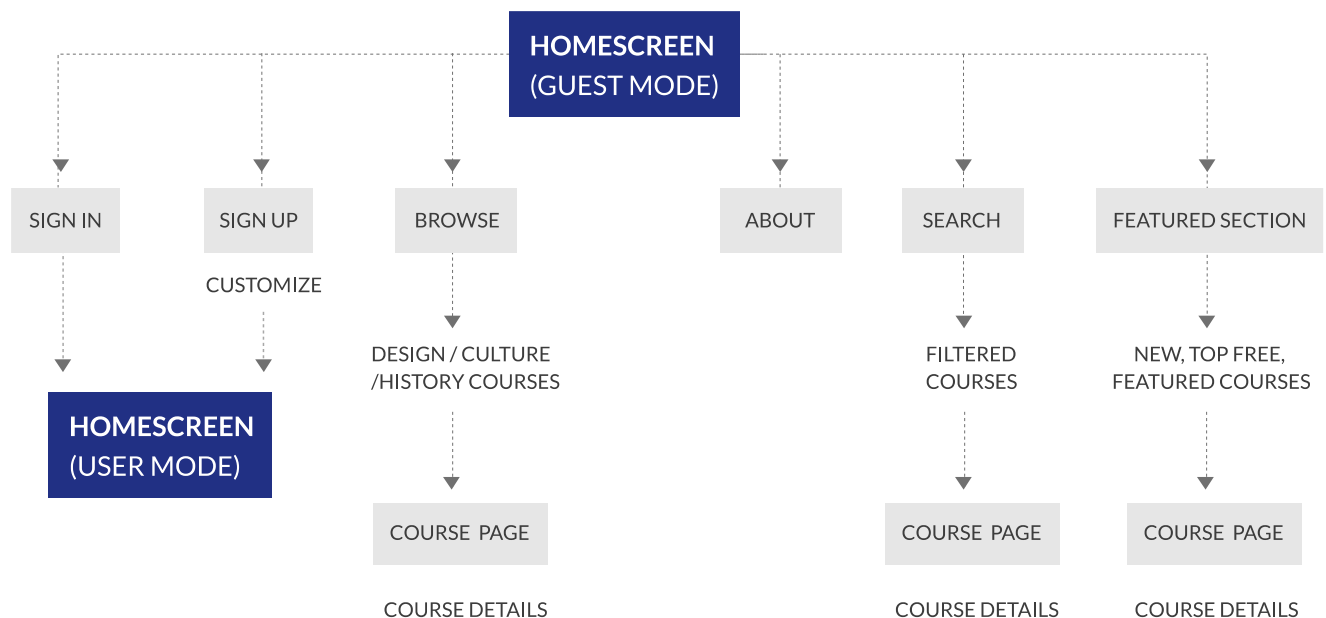 HOMESCREEN
(GUEST MODE)
SIGN IN
SIGN UP
BROWSE
ABOUT
SEARCH
FEATURED SECTION
CUSTOMIZE
DESIGN / CULTURE
/HISTORY COURSES
FILTERED
COURSES
NEW, TOP FREE,
FEATURED COURSES
HOMESCREEN
(USER MODE)
COURSE PAGE
COURSE PAGE
COURSE PAGE
COURSE DETAILS
COURSE DETAILS
COURSE DETAILS